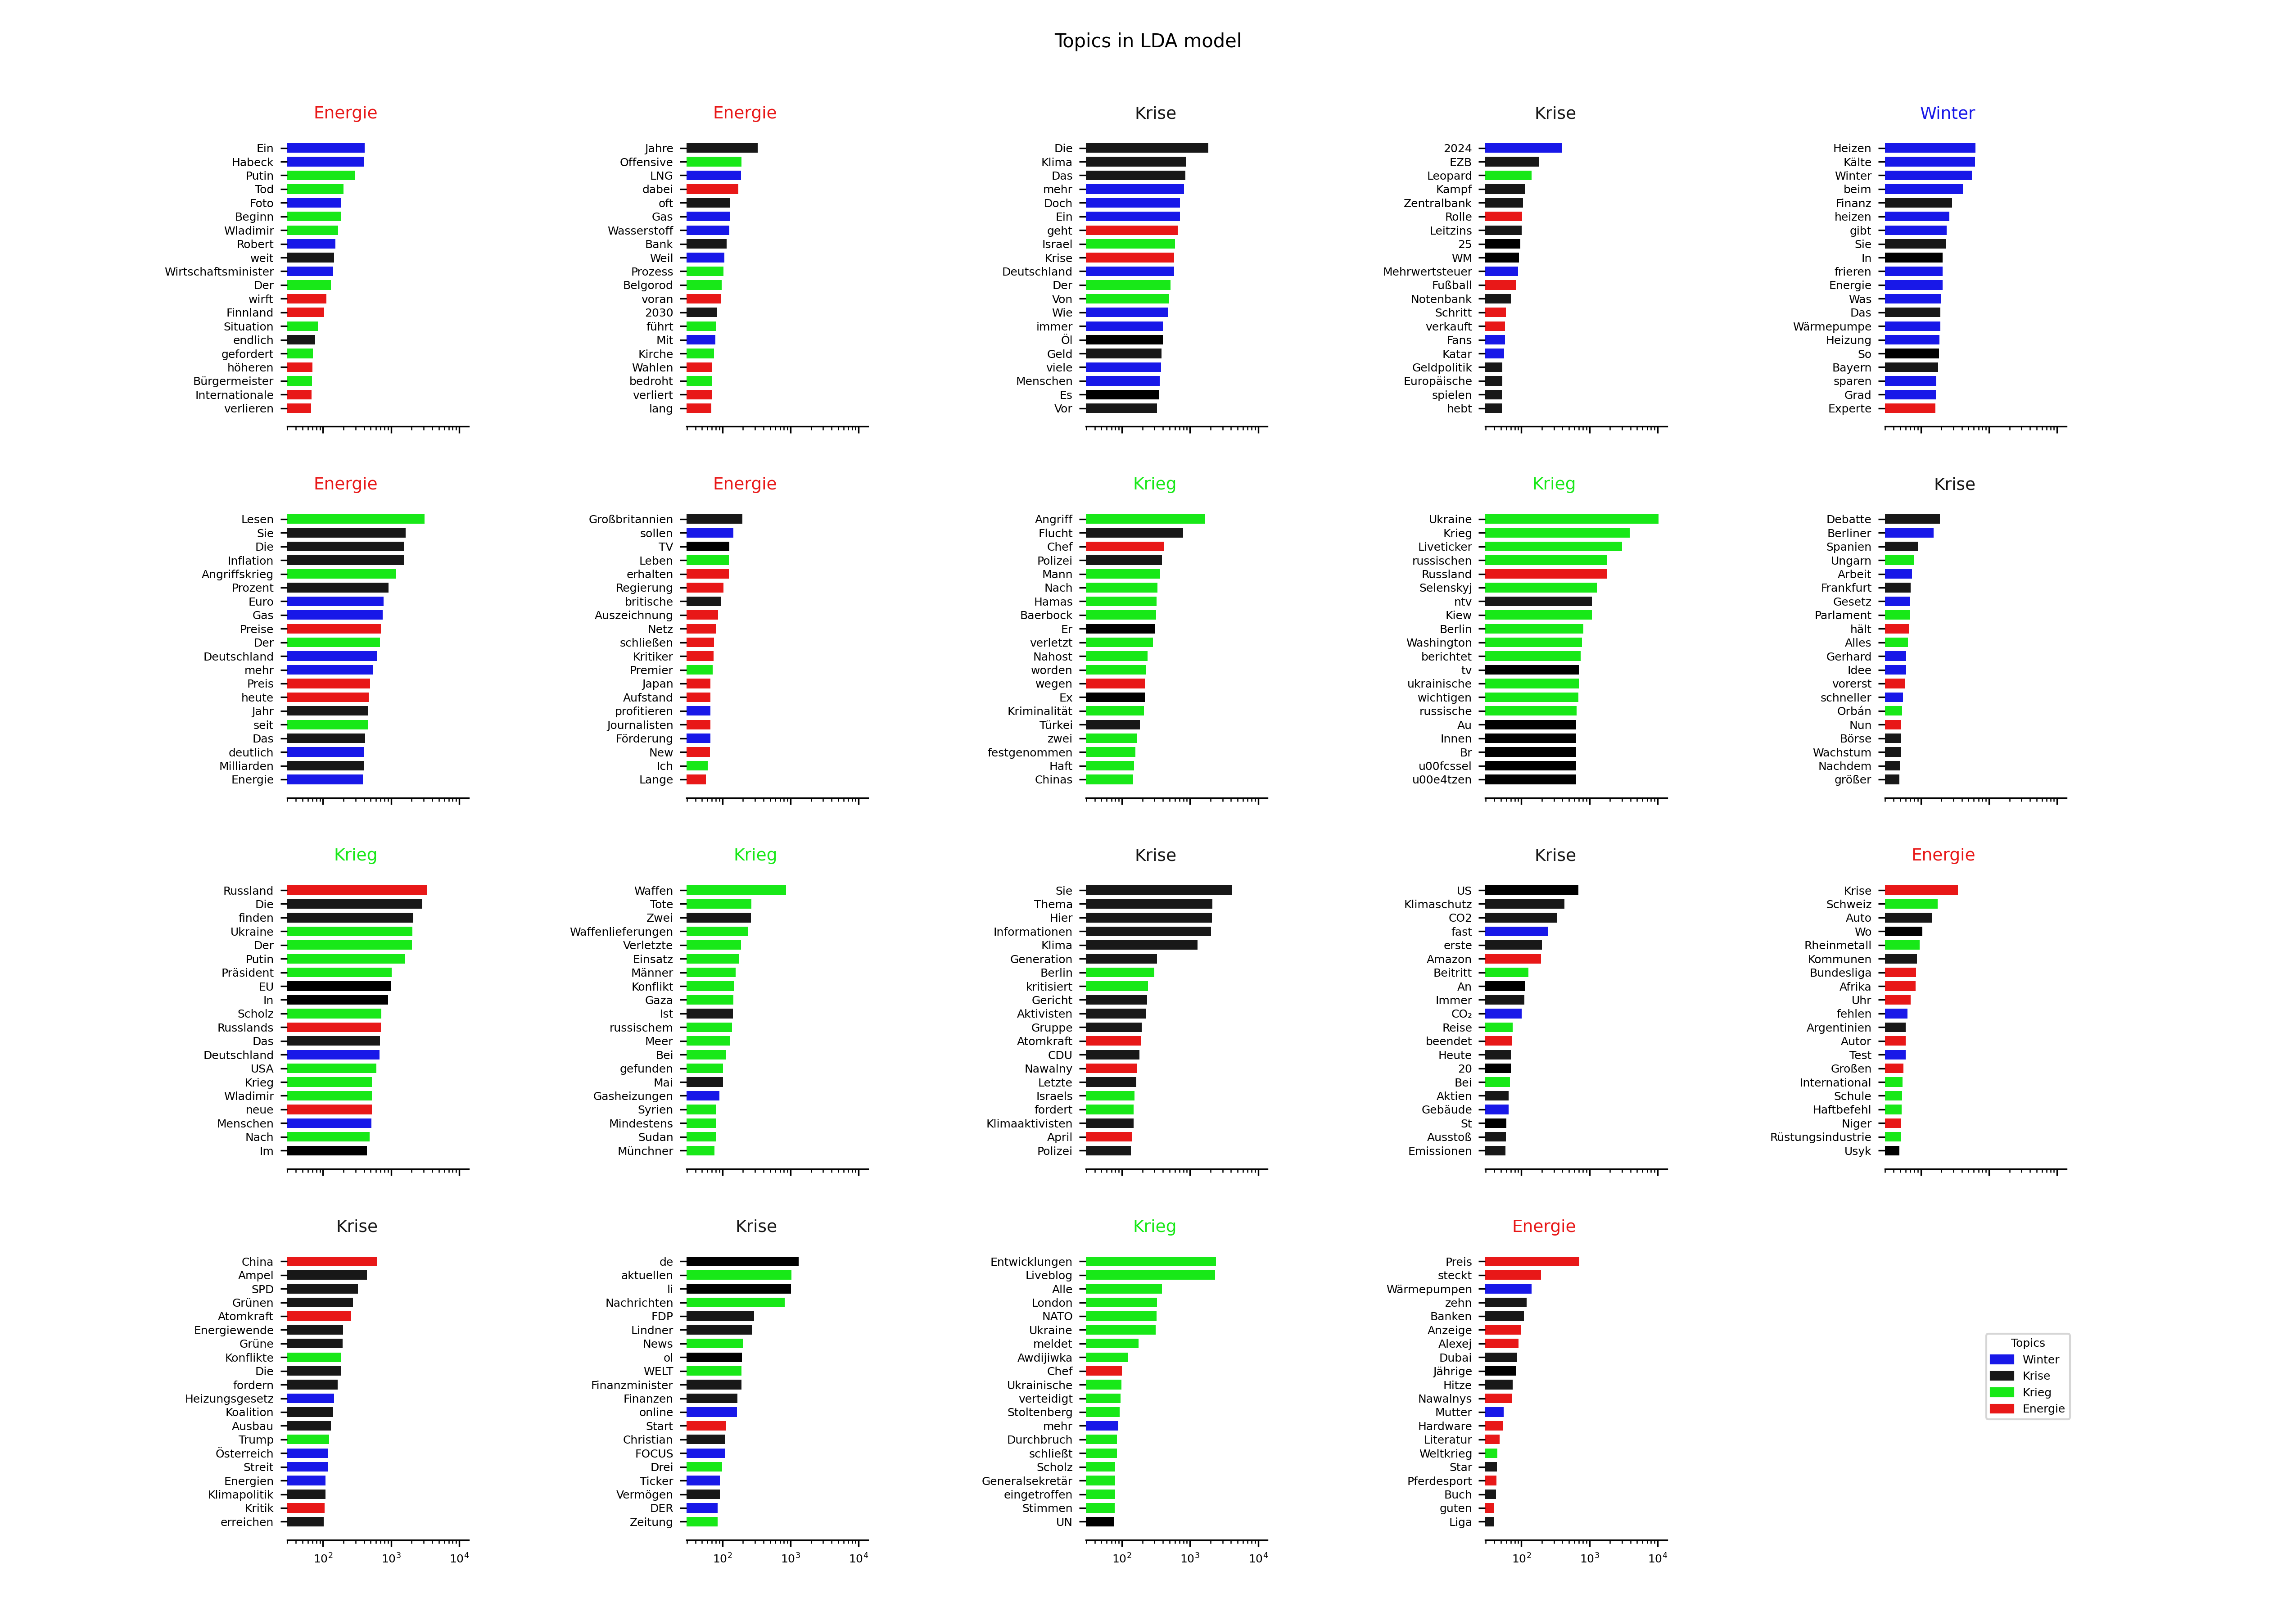 Topics in LDA model
Energie
Ein
Habeck
Putin
Tod
Foto
Beginn
Wladimir
Robert
weit
Wirtschaftsminister
Der
wirft
Finnland
Situation
endlich
gefordert
höheren
Bürgermeister
Internationale
verlieren
Energie
Jahre
Offensive
LNG
dabei
oft
Gas
Wasserstoff
Bank
Weil
Prozess
Belgorod
voran
2030
führt
Mit
Kirche
Wahlen
bedroht
verliert
lang
Krise
Die
Klima
Das
mehr
Doch
Ein
geht
Israel
Krise
Deutschland
Der
Von
Wie
immer
Öl
Geld
viele
Menschen
Es
Vor
Krise
2024
EZB
Leopard
Kampf
Zentralbank
Rolle
Leitzins
25
WM
Mehrwertsteuer
Fußball
Notenbank
Schritt
verkauft
Fans
Katar
Geldpolitik
Europäische
spielen
hebt
Winter
Heizen
Kälte
Winter
beim
Finanz
heizen
gibt
Sie
In
frieren
Energie
Was
Das
Wärmepumpe
Heizung
So
Bayern
sparen
Grad
Experte
Energie
Lesen
Sie
Die
Inflation
Angriffskrieg
Prozent
Euro
Gas
Preise
Der
Deutschland
mehr
Preis
heute
Jahr
seit
Das
deutlich
Milliarden
Energie
Energie
Großbritannien
sollen
TV
Leben
erhalten
Regierung
britische
Auszeichnung
Netz
schließen
Kritiker
Premier
Japan
Aufstand
profitieren
Journalisten
Förderung
New
Ich
Lange
Krieg
Angriff
Flucht
Chef
Polizei
Mann
Nach
Hamas
Baerbock
Er
verletzt
Nahost
worden
wegen
Ex
Kriminalität
Türkei
zwei
festgenommen
Haft
Chinas
Krieg
Ukraine
Krieg
Liveticker
russischen
Russland
Selenskyj
ntv
Kiew
Berlin
Washington
berichtet
tv
ukrainische
wichtigen
russische
Au
Innen
Br
u00fcssel
u00e4tzen
Krise
Debatte
Berliner
Spanien
Ungarn
Arbeit
Frankfurt
Gesetz
Parlament
hält
Alles
Gerhard
Idee
vorerst
schneller
Orbán
Nun
Börse
Wachstum
Nachdem
größer
Krieg
Russland
Die
finden
Ukraine
Der
Putin
Präsident
EU
In
Scholz
Russlands
Das
Deutschland
USA
Krieg
Wladimir
neue
Menschen
Nach
Im
Krieg
Waffen
Tote
Zwei
Waffenlieferungen
Verletzte
Einsatz
Männer
Konflikt
Gaza
Ist
russischem
Meer
Bei
gefunden
Mai
Gasheizungen
Syrien
Mindestens
Sudan
Münchner
Krise
Sie
Thema
Hier
Informationen
Klima
Generation
Berlin
kritisiert
Gericht
Aktivisten
Gruppe
Atomkraft
CDU
Nawalny
Letzte
Israels
fordert
Klimaaktivisten
April
Polizei
Krise
US
Klimaschutz
CO2
fast
erste
Amazon
Beitritt
An
Immer
CO₂
Reise
beendet
Heute
20
Bei
Aktien
Gebäude
St
Ausstoß
Emissionen
Energie
Krise
Schweiz
Auto
Wo
Rheinmetall
Kommunen
Bundesliga
Afrika
Uhr
fehlen
Argentinien
Autor
Test
Großen
International
Schule
Haftbefehl
Niger
Rüstungsindustrie
Usyk
Krise
China
Ampel
SPD
Grünen
Atomkraft
Energiewende
Grüne
Konflikte
Die
fordern
Heizungsgesetz
Koalition
Ausbau
Trump
Österreich
Streit
Energien
Klimapolitik
Kritik
erreichen
10² 10³ 10⁴
Krise
de
aktuellen
li
Nachrichten
FDP
Lindner
News
ol
WELT
Finanzminister
Finanzen
online
Start
Christian
FOCUS
Drei
Ticker
Vermögen
DER
Zeitung
10² 10³ 10⁴
Krieg
Entwicklungen
Liveblog
Alle
London
NATO
Ukraine
meldet
Awdijiwka
Chef
Ukrainische
verteidigt
Stoltenberg
mehr
Durchbruch
schließt
Scholz
Generalsekretär
eingetroffen
Stimmen
UN
10² 10³ 10⁴
Energie
Preis
steckt
Wärmepumpen
zehn
Banken
Anzeige
Alexej
Dubai
Jährige
Hitze
Nawalnys
Mutter
Hardware
Literatur
Weltkrieg
Star
Pferdesport
Buch
guten
Liga
10² 10³ 10⁴
Topics
Winter
Krise
Krieg
Energie